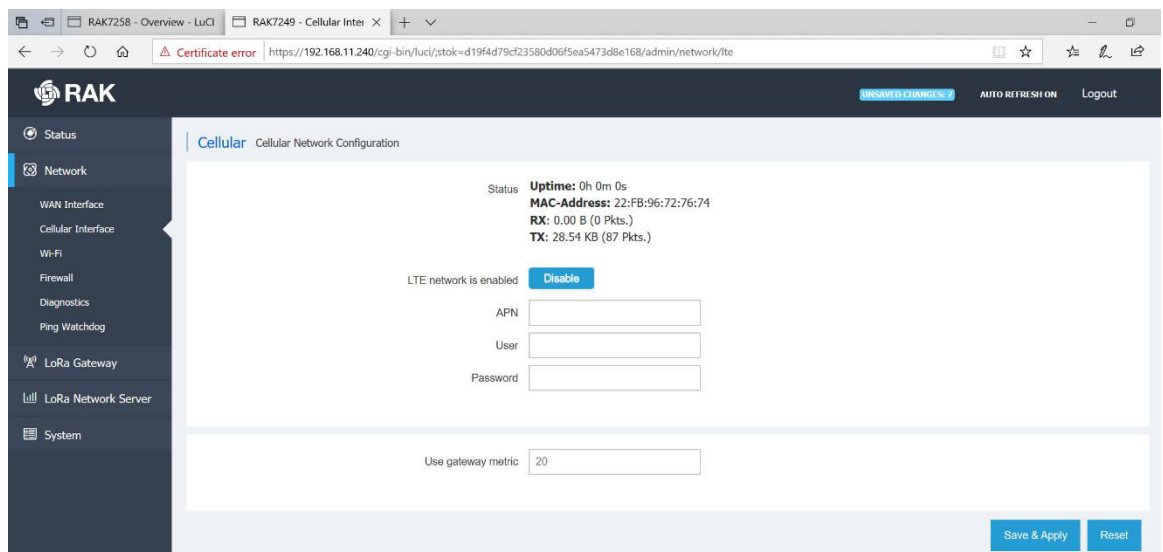 RAK7258 - Overview - LuCI
RAK7249 - Cellular Inter
Certificate error https://192.168.11.240/cgi-bin/luci/;stok=d19f4d79cf23580d06f5ea5473d8e168/admin/network/lte
RAK
UNSAVED CHANGES: 7 AUTO REFRESH ON Logout
Status
Network
WAN Interface
Cellular Interface
Wi-Fi
Firewall
Diagnostics
Ping Watchdog
LoRa Gateway
LoRa Network Server
System
Cellular Cellular Network Configuration
Status Uptime: 0h 0m 0s
MAC-Address: 22:FB:96:72:76:74
RX: 0.00 B (0 Pkts.)
TX: 28.54 KB (87 Pkts.)
LTE network is enabled Disable
APN
User
Password
Use gateway metric 20
Save & Apply Reset